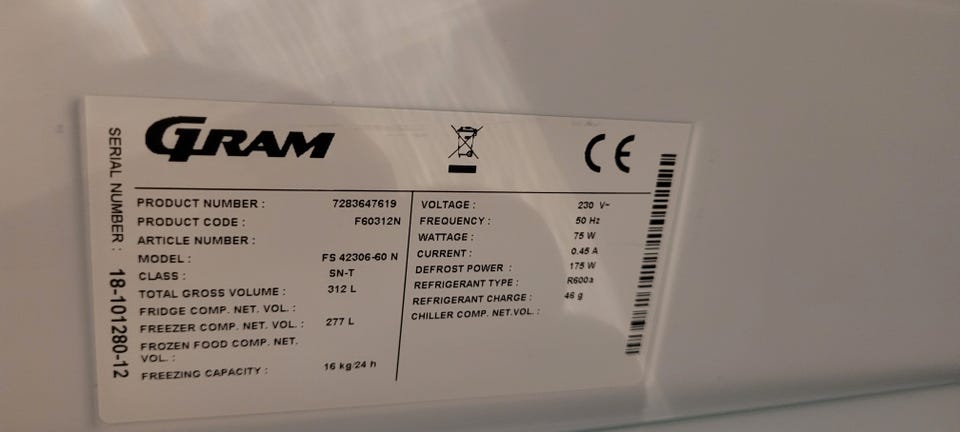 GRAM
CE
SERIAL NUMBER : 18-101280-12
PRODUCT NUMBER : 7283647619
PRODUCT CODE : F60312N
ARTICLE NUMBER :
MODEL : FS 42306-60 N
CLASS : SN-T
TOTAL GROSS VOLUME : 312 L
FRIDGE COMP. NET. VOL. :
FREEZER COMP. NET. VOL. : 277 L
FROZEN FOOD COMP. NET.
VOL. :
FREEZING CAPACITY : 16 kg/24 h
VOLTAGE : 230 V~
FREQUENCY : 50 Hz
WATTAGE : 75 W
CURRENT : 0.45 A
DEFROST POWER : 175 W
REFRIGERANT TYPE : R600a
REFRIGERANT CHARGE : 46 g
CHILLER COMP. NET.VOL. :